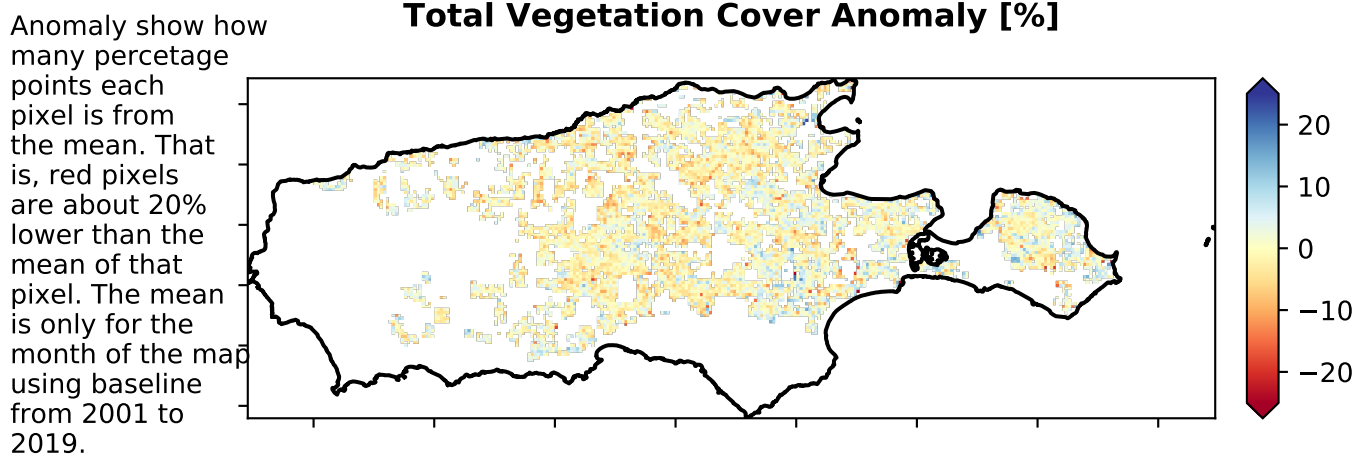 Total Vegetation Cover Anomaly [%]
Anomaly show how
many percetage
points each
pixel is from
the mean. That
is, red pixels
are about 20%
lower than the
mean of that
pixel. The mean
is only for the
month of the map
using baseline
from 2001 to
2019.
20
10
0
−10
−20